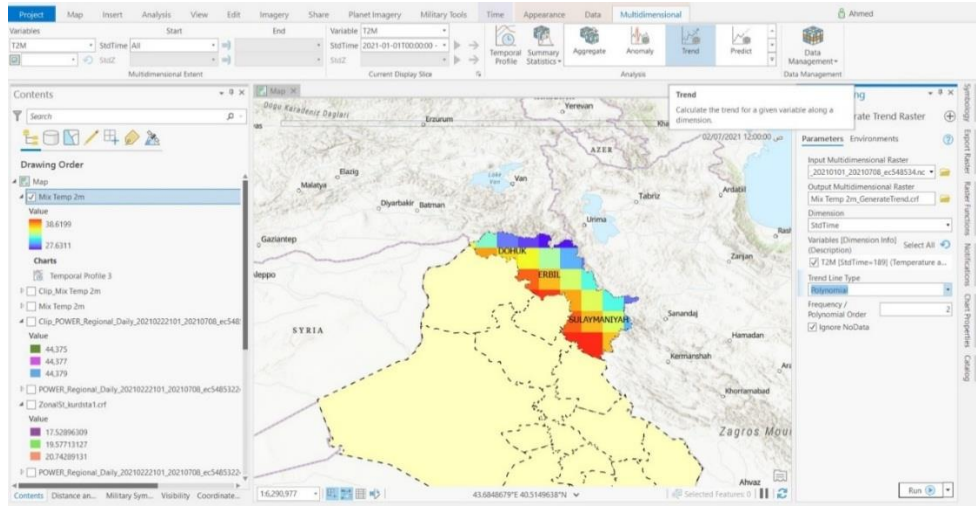 Project Map Insert Analysis View Edit Imagery Share Planet Imagery Military Tools Time Appearance Data Multidimensional Ahmed
Variables Start End Variable T2M
T2M StdTime All StdTime 2021-01-01T00:00:00
StdZ StdZ
Temporal Profile
Summary Statistics
Aggregate
Anomaly
Trend
Predict
Data Management
Multidimensional Extent Current Display Slice Analysis Data Management
Contents
Search
Drawing Order
Map
Mix Temp 2m
Value
38.6199
27.6311
Charts
Temporal Profile 3
Clip_Mix Temp 2m
Mix Temp 2m
Clip_POWER_Regional_Daily_20210222101_20210708_ec548
Value
44,375
44,377
44,379
POWER_Regional_Daily_20210222101_20210708_ec5485322
ZonalSt_kurdsta1.crf
Value
17.52896309
19.57713127
20.74289131
POWER_Regional_Daily_20210222101_20210708_ec5485322
Contents Distance an... Military Sym... Visibility Coordinate...
Map
Trend
Calculate the trend for a given variable along a
dimension.
02/07/2021 12:00:00
Yerevan
Erzurum
AZER
Elazig
Lake Van
Van
Malatya
Diyarbakir
Batman
Tabriz
Ardabil
Urmia
Gaziantep
DOHUK
Zanjan
ERBIL
SULAYMANIYAH
Sanandaj
SYRIA
Hamadan
Kermanshah
Khorramabad
Zagros
Ahvaz
1:6,290,977 43.6848679°E 40.5149638°N Selected Features: 0
rate Trend Raster
Parameters Environments
Input Multidimensional Raster
_20210101_20210708_ec548534.nc
Output Multidimensional Raster
Mix Temp 2m_GenerateTrend.crf
Dimension
StdTime
Variables [Dimension Info] (Description) Select All
T2M [StdTime=189] (Temperature a...
Trend Line Type
Polynomial
Frequency / Polynomial Order 2
Ignore NoData
Run
Symbology
Export Raster
Raster Functions
Notifications
Chart Properties
Catalog